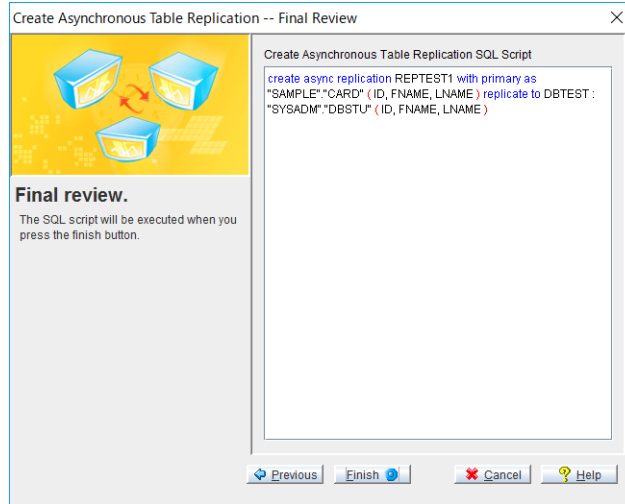 Create Asynchronous Table Replication -- Final Review
Create Asynchronous Table Replication SQL Script
create async replication REPTEST1 with primary as
"SAMPLE"."CARD" ( ID, FNAME, LNAME ) replicate to DBTEST :
"SYSADM"."DBSTU" ( ID, FNAME, LNAME )
Final review.
The SQL script will be executed when you
press the finish button.
Previous Finish Cancel Help